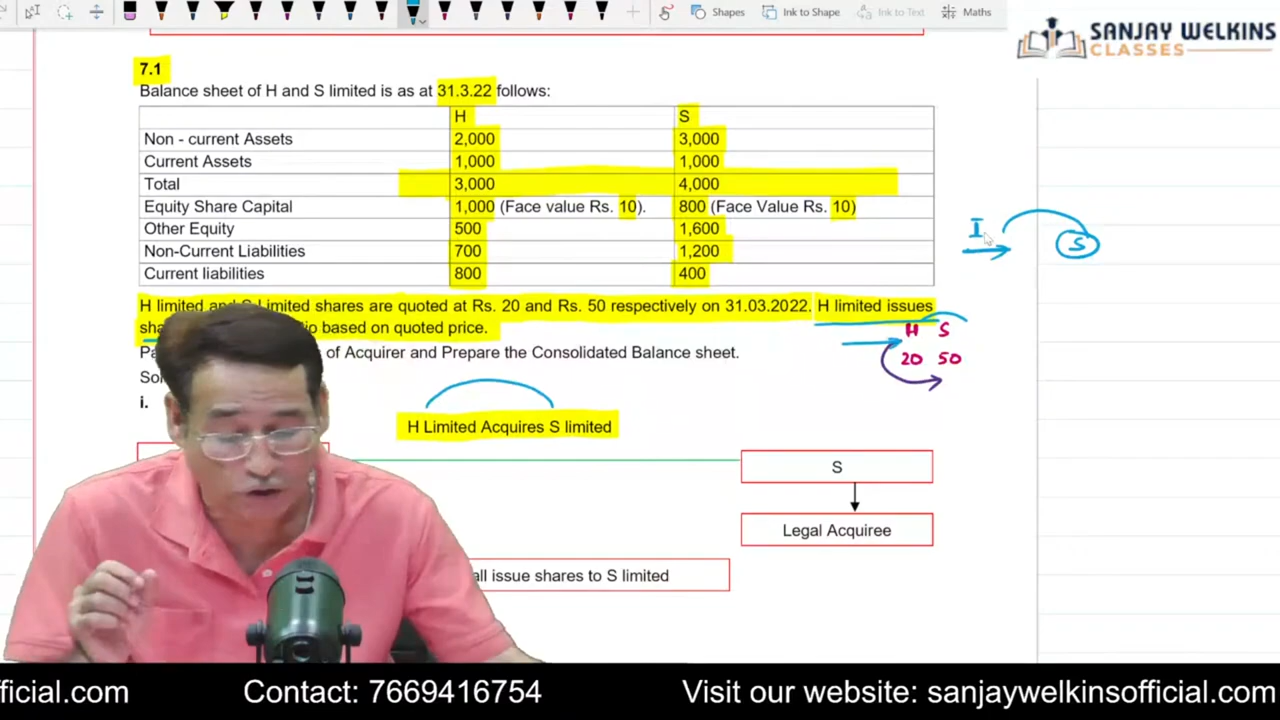 Shapes Ink to Shape Ink to Text Maths
SANJAY WELKINS
CLASSES
7.1
Balance sheet of H and S limited is as at 31.3.22 follows:
H S
Non - current Assets 2,000 3,000
Current Assets 1,000 1,000
Total 3,000 4,000
Equity Share Capital 1,000 (Face value Rs. 10). 800 (Face Value Rs. 10)
Other Equity 500 1,600
Non-Current Liabilities 700 1,200
Current liabilities 800 400
I S
H limited and S Limited shares are quoted at Rs. 20 and Rs. 50 respectively on 31.03.2022. H limited issues
based on quoted price.
H S
of Acquirer and Prepare the Consolidated Balance sheet.
20 50
i.
H Limited Acquires S limited
S
Legal Acquiree
issue shares to S limited
fficial.com Contact: 7669416754 Visit our website: sanjaywelkinsofficial.com